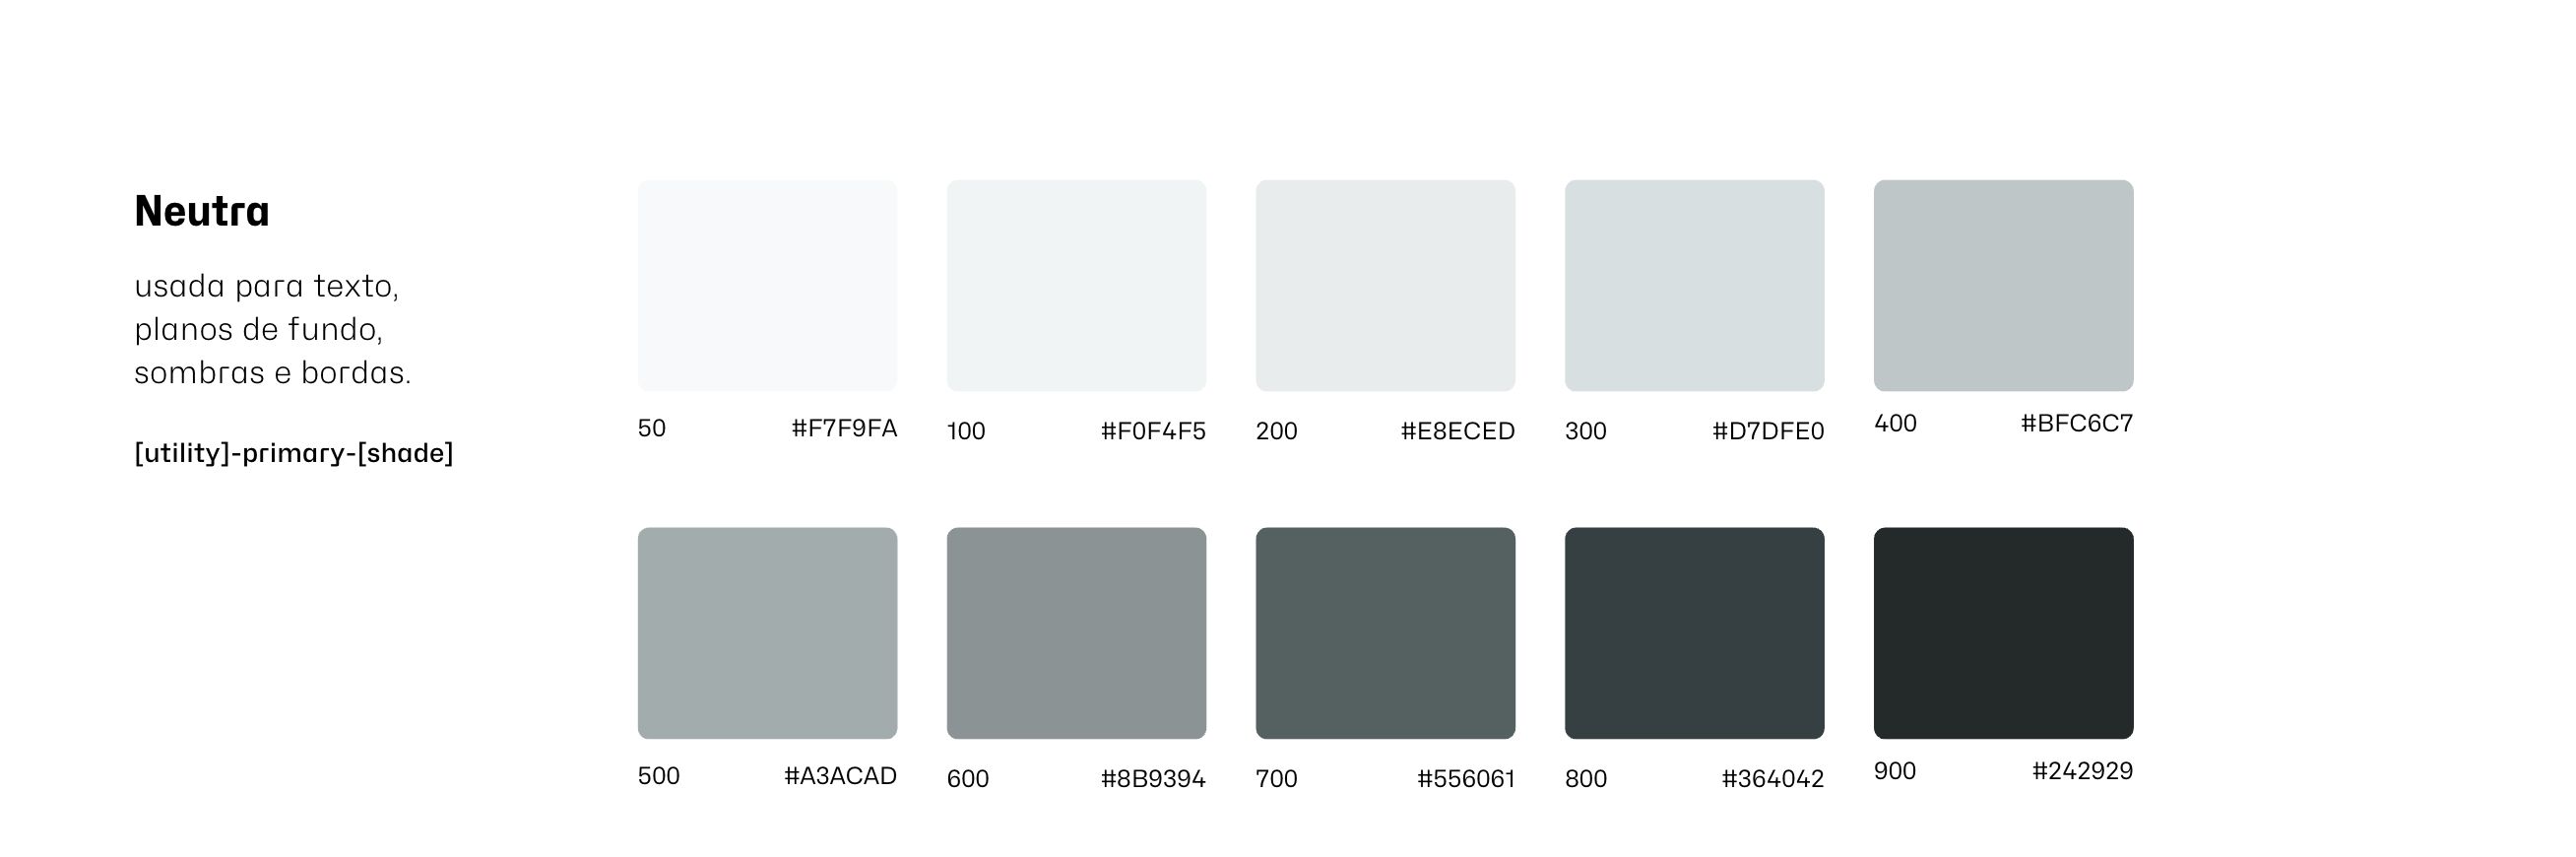 Neutra
usada para texto,
planos de fundo,
sombras e bordas.
[utility]-primary-[shade]
50 #F7F9FA
100 #F0F4F5
200 #E8ECED
300 #D7DFE0
400 #BFC6C7
500 #A3ACAD
600 #8B9394
700 #556061
800 #364042
900 #242929